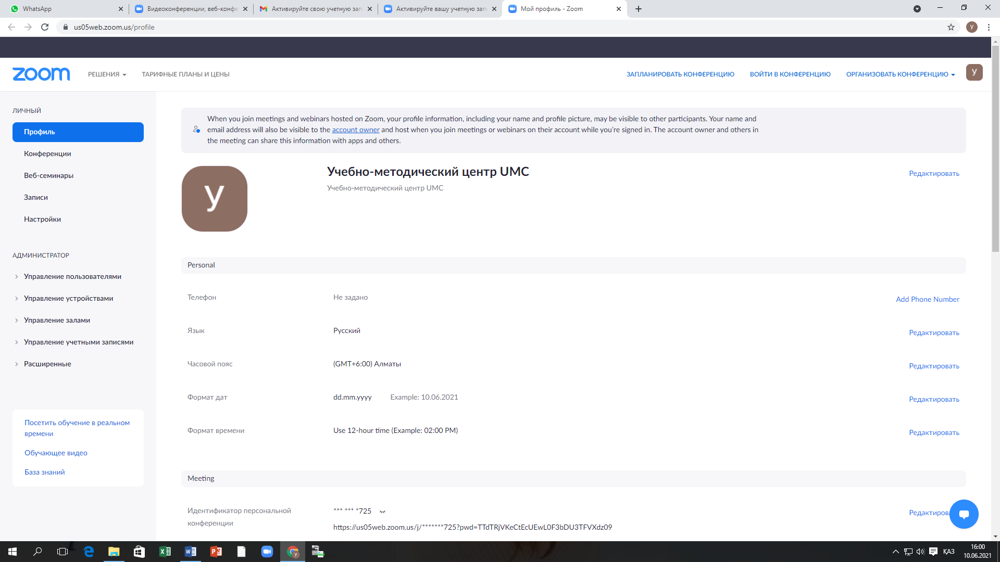 WhatsApp
Видеоконференции, веб-конфе
Активируйте свою учетную зап
Активируйте вашу учетную зап
Мой профиль - Zoom
us05web.zoom.us/profile
У
zoom
РЕШЕНИЯ
ТАРИФНЫЕ ПЛАНЫ И ЦЕНЫ
ЗАПЛАНИРОВАТЬ КОНФЕРЕНЦИЮ
ВОЙТИ В КОНФЕРЕНЦИЮ
ОРГАНИЗОВАТЬ КОНФЕРЕНЦИЮ
У
ЛИЧНЫЙ
Профиль
Конференции
Веб-семинары
Записи
Настройки
АДМИНИСТРАТОР
Управление пользователями
Управление устройствами
Управление залами
Управление учетными записями
Расширенные
Посетить обучение в реальном
времени
Обучающее видео
База знаний
When you join meetings and webinars hosted on Zoom, your profile information, including your name and profile picture, may be visible to other participants. Your name and
email address will also be visible to the account owner and host when you join meetings or webinars on their account while you're signed in. The account owner and others in
the meeting can share this information with apps and others.
У
Учебно-методический центр UMC
Редактировать
Учебно-методический центр UMC
Personal
Телефон
Не задано
Add Phone Number
Язык
Русский
Редактировать
Часовой пояс
(GMT+6:00) Алматы
Редактировать
Формат дат
dd.mm.yyyy
Example: 10.06.2021
Редактировать
Формат времени
Use 12-hour time (Example: 02:00 PM)
Редактировать
Meeting
Идентификатор персональной
конференции
*** *** *725
Редактирова
https://us05web.zoom.us/j/*******725?pwd=TTdTRjVKeCtEcUEwL0F3bDU3TFVXdz09
ҚАЗ
16:00
10.06.2021